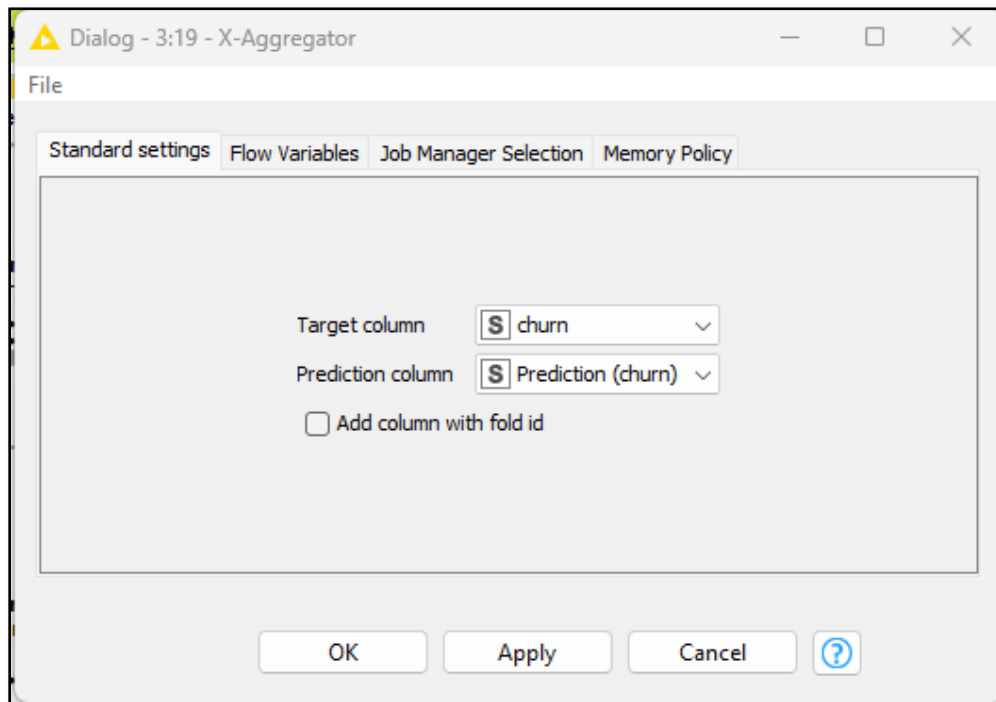 Dialog - 3:19 - X-Aggregator
File
Standard settings Flow Variables Job Manager Selection Memory Policy
Target column S churn
Prediction column S Prediction (churn)
Add column with fold id
OK Apply Cancel ?